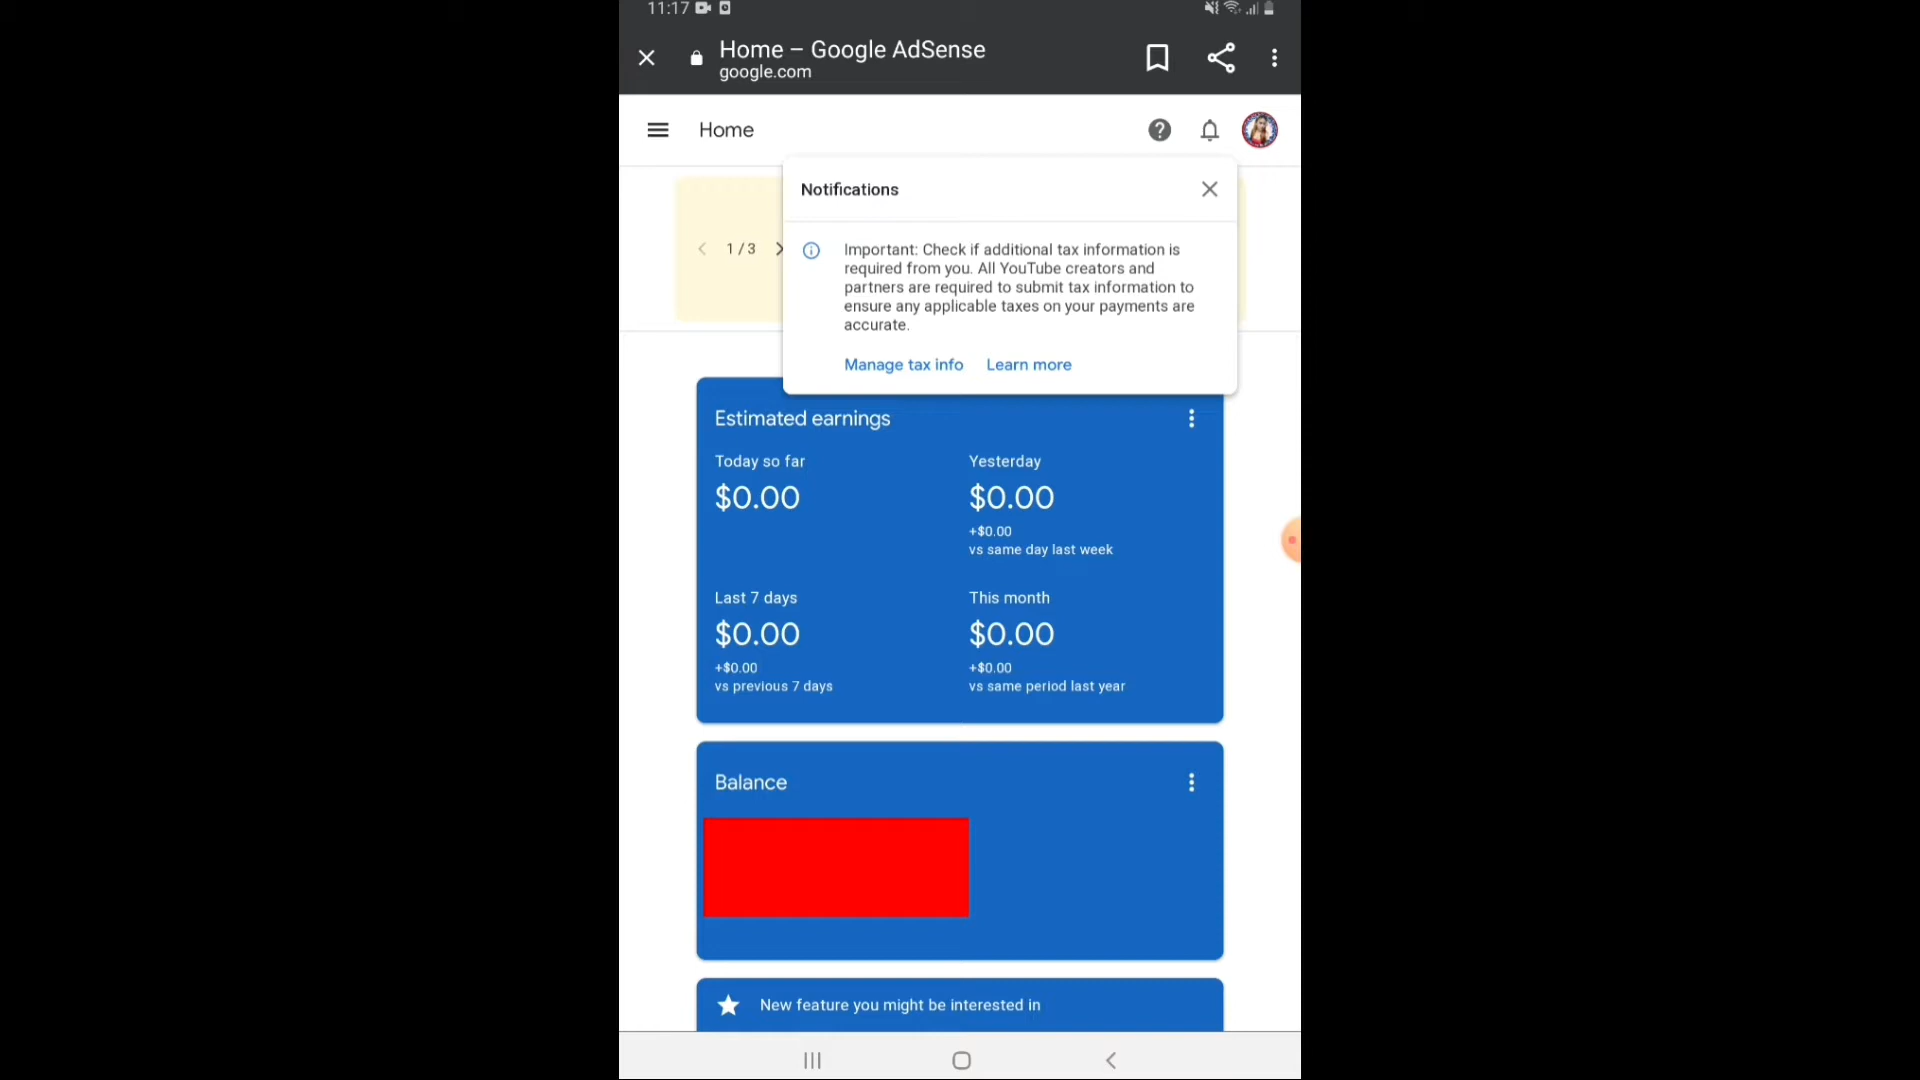 11:17
Home – Google AdSense
google.com
Home
Notifications
1 / 3
Important: Check if additional tax information is
required from you. All YouTube creators and
partners are required to submit tax information to
ensure any applicable taxes on your payments are
accurate.
Manage tax info Learn more
Estimated earnings
Today so far Yesterday
$0.00 $0.00
+$0.00
vs same day last week
Last 7 days This month
$0.00 $0.00
+$0.00 +$0.00
vs previous 7 days vs same period last year
Balance
New feature you might be interested in